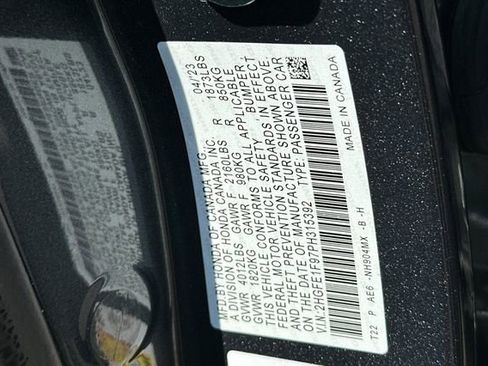 MFD BY HONDA OF CANADA MFG. 04/23
A DIVISION OF HONDA CANADA INC.
GVWR 4012LBS GAWR F 2160LBS R 1873LBS
GVWR 1820KG GAWR F 980KG R 850KG
THIS VEHICLE CONFORMS TO ALL APPLICABLE
FEDERAL MOTOR VEHICLE SAFETY, BUMPER, AND
THEFT PREVENTION STANDARDS IN EFFECT
ON THE DATE OF MANUFACTURE SHOWN ABOVE.
V.I.N.:2HGFE1F97PH315392 TYPE: PASSENGER CAR
T22 P AE6 -NH904MX -B -H MADE IN CANADA